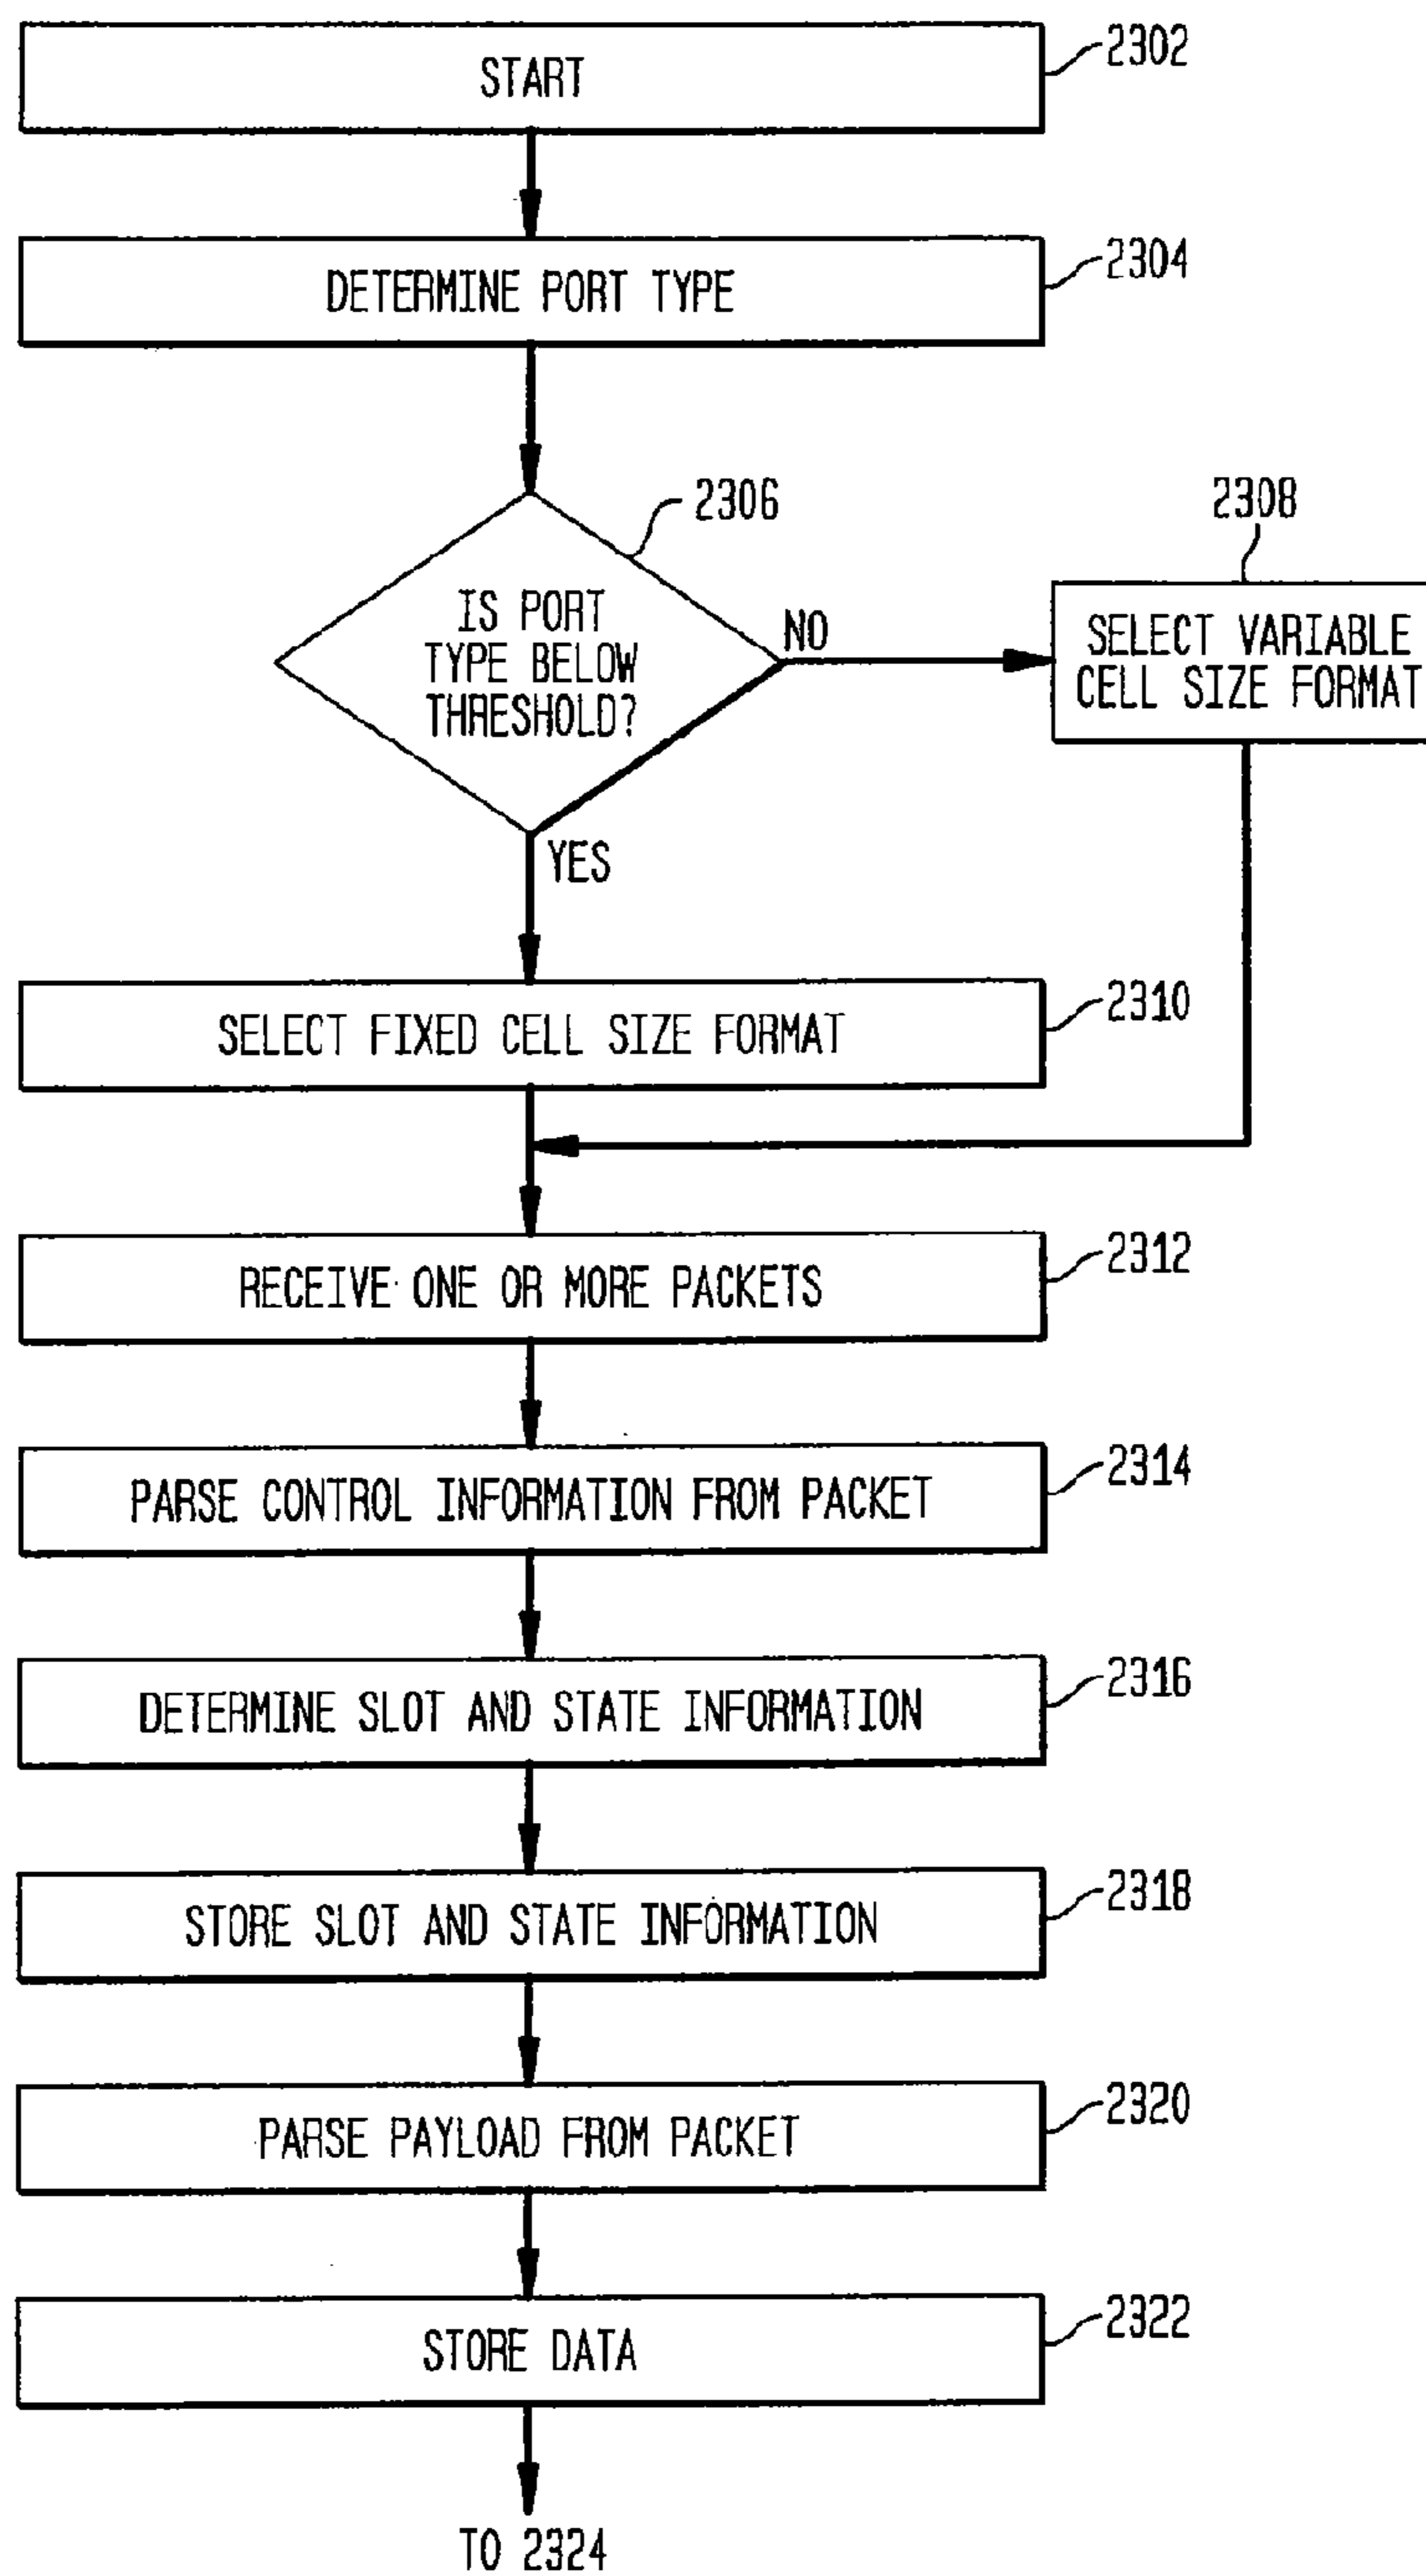 START
2302
DETERMINE PORT TYPE
2304
2306
IS PORT
TYPE BELOW
THRESHOLD?
NO
2308
SELECT VARIABLE
CELL SIZE FORMAT
YES
SELECT FIXED CELL SIZE FORMAT
2310
RECEIVE ONE OR MORE PACKETS
2312
PARSE CONTROL INFORMATION FROM PACKET
2314
DETERMINE SLOT AND STATE INFORMATION
2316
STORE SLOT AND STATE INFORMATION
2318
PARSE PAYLOAD FROM PACKET
2320
STORE DATA
2322
TO 2324